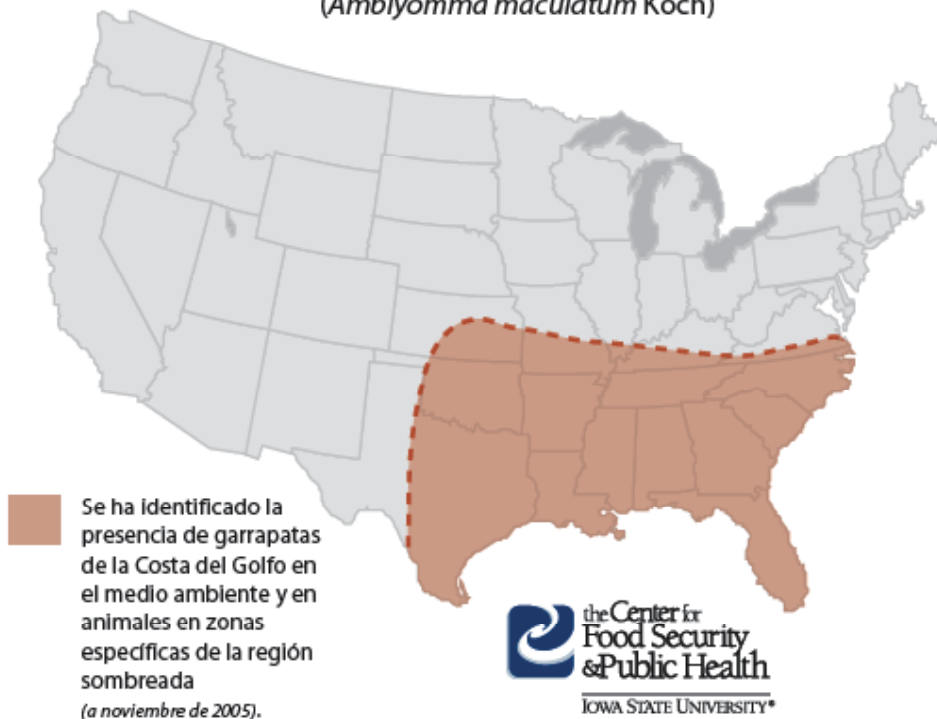 (Amblyomma maculatum Koch)
Se ha identificado la
presencia de garrapatas
de la Costa del Golfo en
el medio ambiente y en
animales en zonas
específicas de la región
sombreada
(a noviembre de 2005).
the Center for
Food Security
& Public Health
IOWA STATE UNIVERSITY®